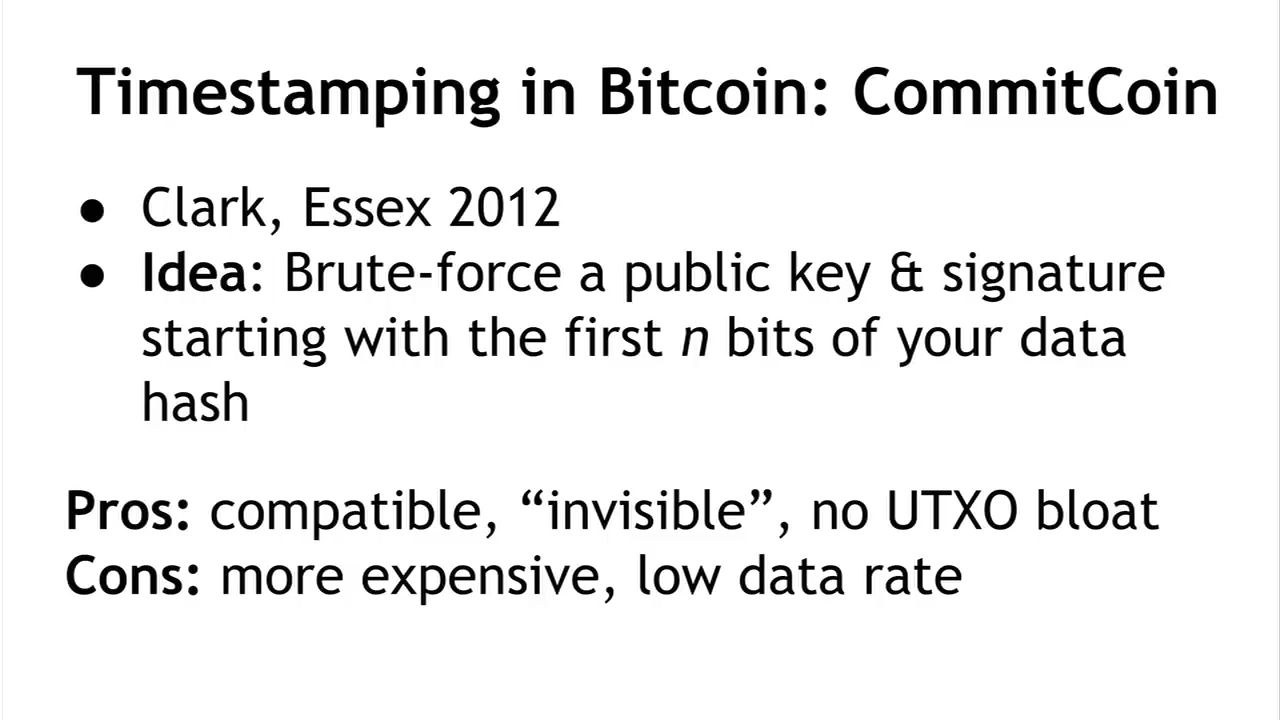 Timestamping in Bitcoin: CommitCoin
● Clark, Essex 2012
● Idea: Brute-force a public key & signature
starting with the first n bits of your data
hash
Pros: compatible, “invisible”, no UTXO bloat
Cons: more expensive, low data rate